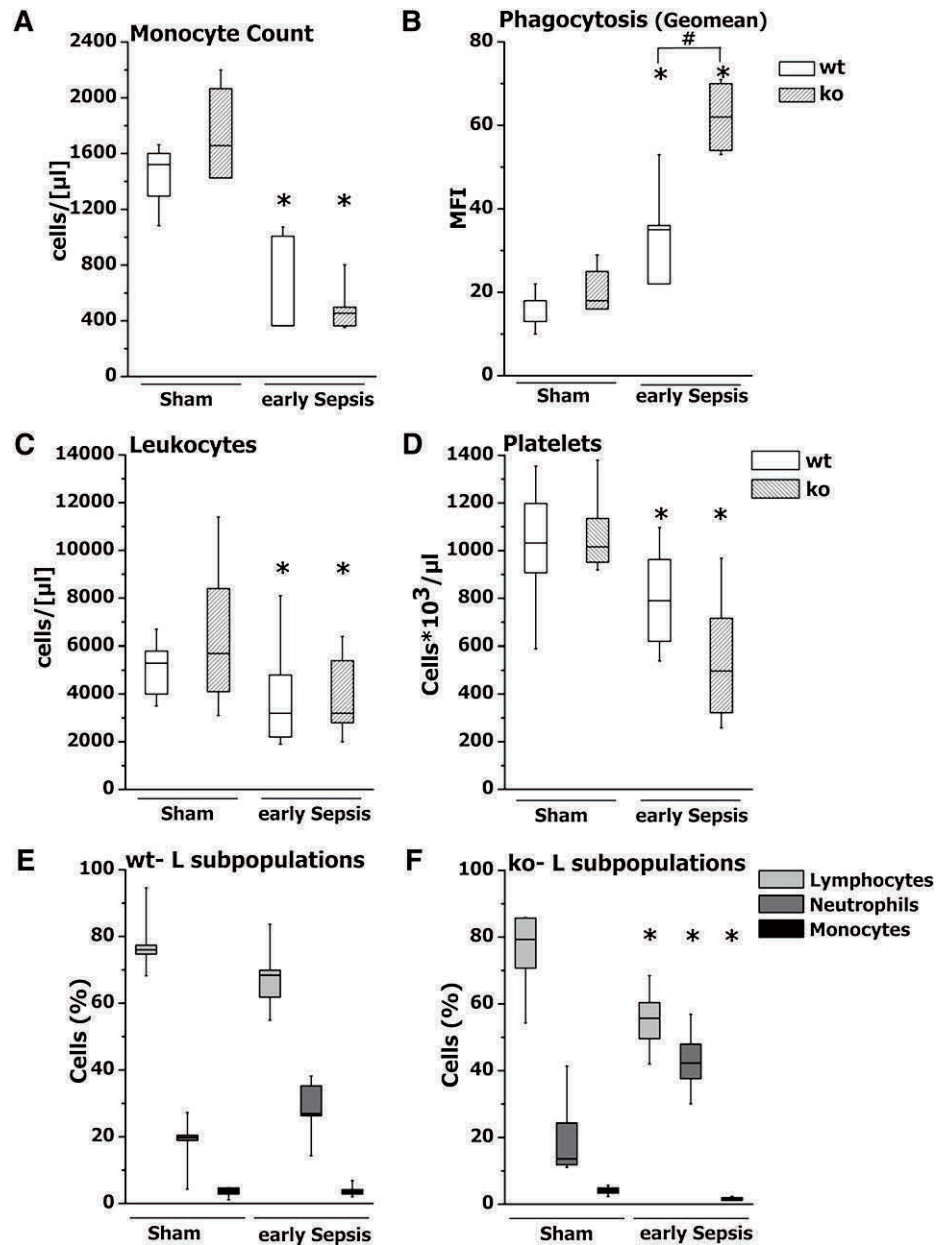 A
Monocyte Count
2400
2000
1600
1200
800
400
0
cells/[µl]
* *
Sham
early Sepsis
B
Phagocytosis (Geomean)
80
60
40
20
0
MFI
#
* *
Sham
early Sepsis
wt
ko
C
Leukocytes
14000
12000
10000
8000
6000
4000
2000
0
cells/[µl]
* *
Sham
early Sepsis
D
Platelets
1400
1200
1000
800
600
400
200
0
Cells*10³/µl
* *
Sham
early Sepsis
wt
ko
E
wt- L subpopulations
100
80
60
40
20
0
Cells (%)
Sham
early Sepsis
F
ko- L subpopulations
100
80
60
40
20
0
Cells (%)
* * *
Sham
early Sepsis
Lymphocytes
Neutrophils
Monocytes